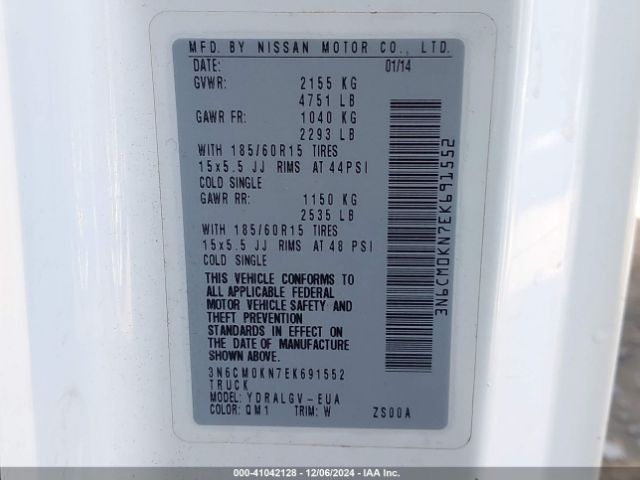 MFD. BY NISSAN MOTOR CO., LTD.
DATE: 01/14
GVWR: 2155 KG
4751 LB
GAWR FR: 1040 KG
2293 LB
WITH 185/60R15 TIRES
15x5.5 JJ RIMS AT 44PSI
COLD SINGLE
GAWR RR: 1150 KG
2535 LB
WITH 185/60R15 TIRES
15x5.5 JJ RIMS AT 48 PSI
COLD SINGLE
THIS VEHICLE CONFORMS TO
ALL APPLICABLE FEDERAL
MOTOR VEHICLE SAFETY AND
THEFT PREVENTION
STANDARDS IN EFFECT ON
THE DATE OF MANUFACTURE
SHOWN ABOVE.
3N6CM0KN7EK691552
TRUCK
MODEL: YDRALGV-EUA
COLOR: QM1 TRIM: W ZS00A
3N6CM0KN7EK691552
000-41042128 - 12/06/2024 - IAA Inc.